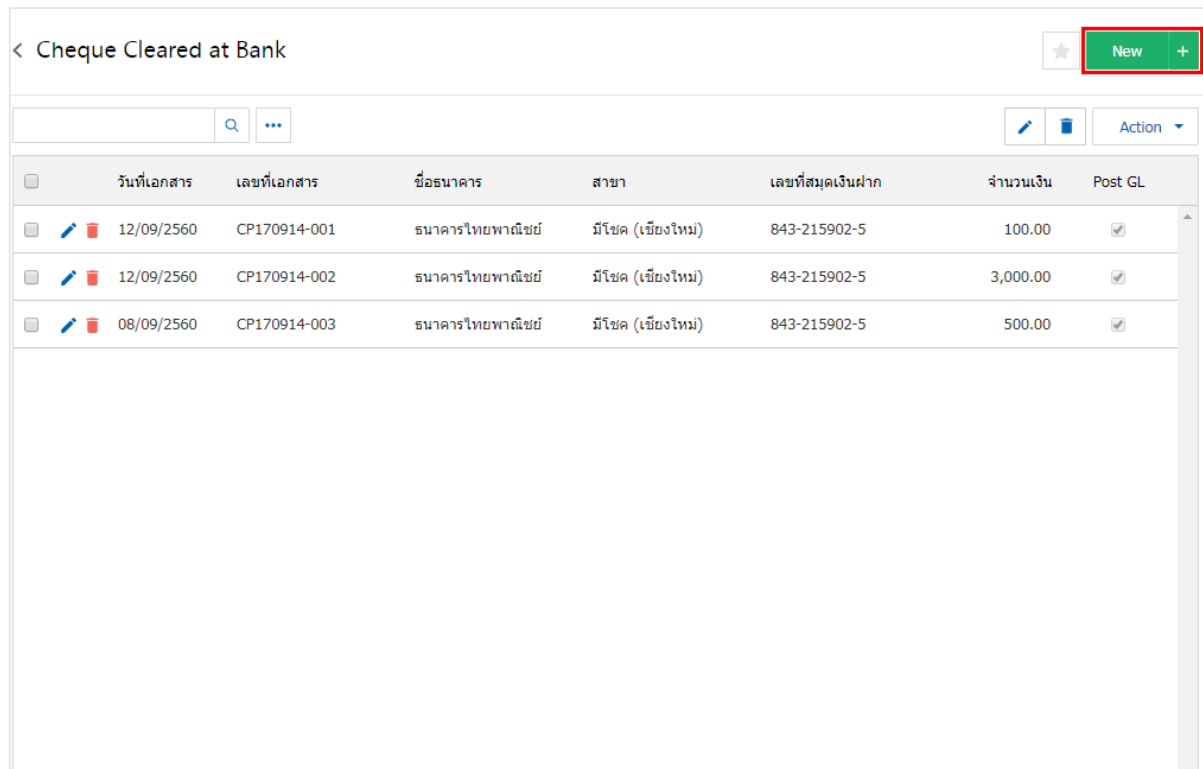 Cheque Cleared at Bank New +
Action
วันที่เอกสาร เลขที่เอกสาร ชื่อธนาคาร สาขา เลขที่สมุดเงินฝาก จำนวนเงิน Post GL
12/09/2560 CP170914-001 ธนาคารไทยพาณิชย์ มีโชค (เชียงใหม่) 843-215902-5 100.00
12/09/2560 CP170914-002 ธนาคารไทยพาณิชย์ มีโชค (เชียงใหม่) 843-215902-5 3,000.00
08/09/2560 CP170914-003 ธนาคารไทยพาณิชย์ มีโชค (เชียงใหม่) 843-215902-5 500.00